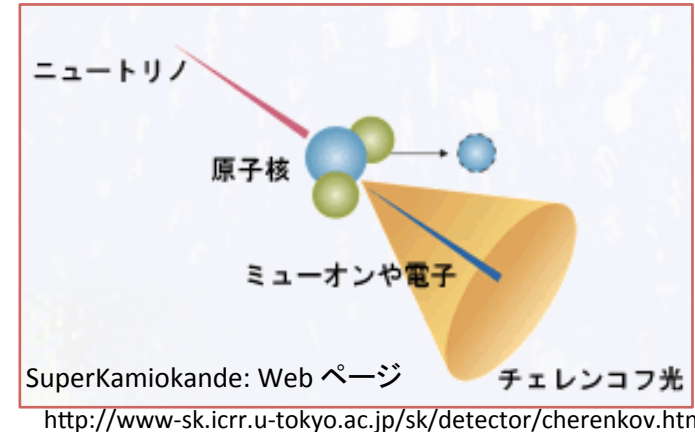 ニュートリノ
原子核
ミューオンや電子
チェレンコフ光
SuperKamiokande: Web ページ
http://www-sk.icrr.u-tokyo.ac.jp/sk/detector/cherenkov.htm